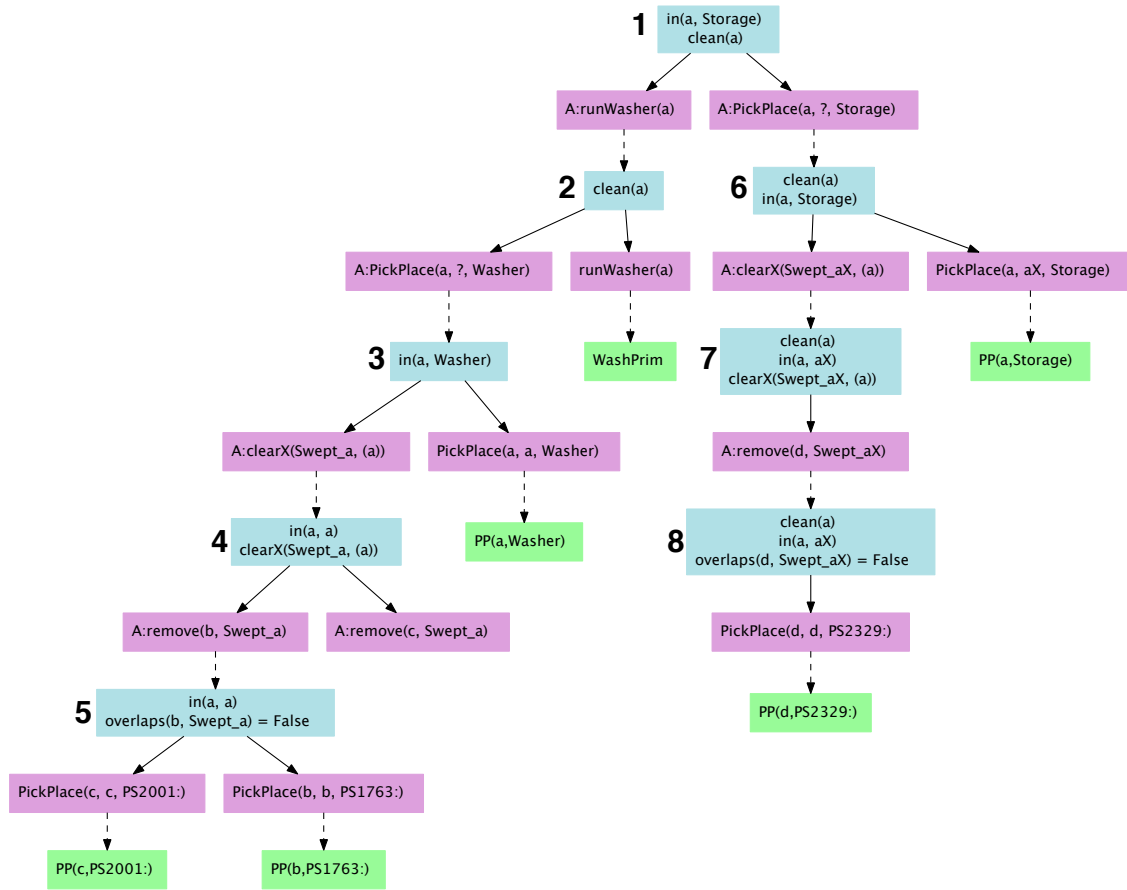 1
in(a, Storage)
clean(a)
A:runWasher(a)
A:PickPlace(a, ?, Storage)
2
clean(a)
6
clean(a)
in(a, Storage)
A:PickPlace(a, ?, Washer)
runWasher(a)
A:clearX(Swept_aX, (a))
PickPlace(a, aX, Storage)
3
in(a, Washer)
WashPrim
7
clean(a)
in(a, aX)
clearX(Swept_aX, (a))
PP(a,Storage)
A:clearX(Swept_a, (a))
PickPlace(a, a, Washer)
A:remove(d, Swept_aX)
4
in(a, a)
clearX(Swept_a, (a))
PP(a,Washer)
8
clean(a)
in(a, aX)
overlaps(d, Swept_aX) = False
A:remove(b, Swept_a)
A:remove(c, Swept_a)
PickPlace(d, d, PS2329:)
5
in(a, a)
overlaps(b, Swept_a) = False
PP(d,PS2329:)
PickPlace(c, c, PS2001:)
PickPlace(b, b, PS1763:)
PP(c,PS2001:)
PP(b,PS1763:)